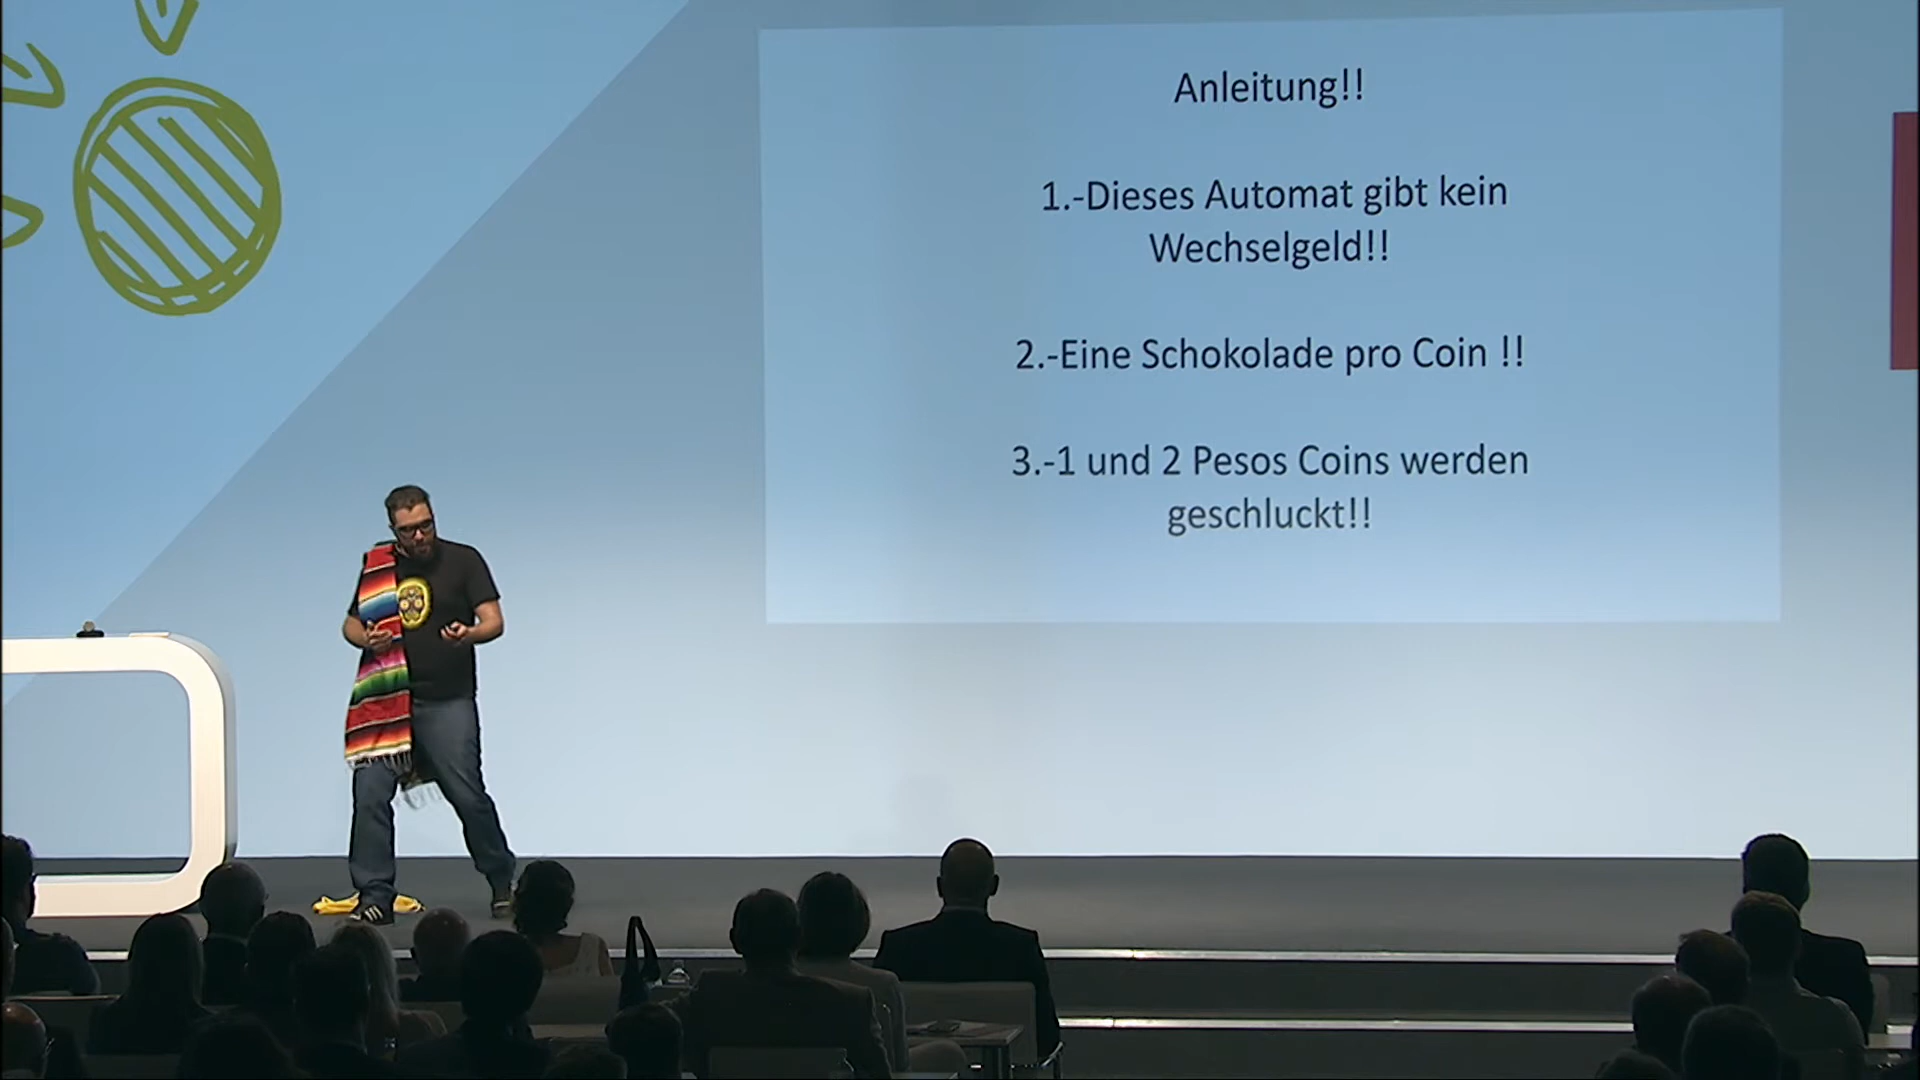 Anleitung!!
1.-Dieses Automat gibt kein
Wechselgeld!!
2.-Eine Schokolade pro Coin !!
3.-1 und 2 Pesos Coins werden
geschluckt!!